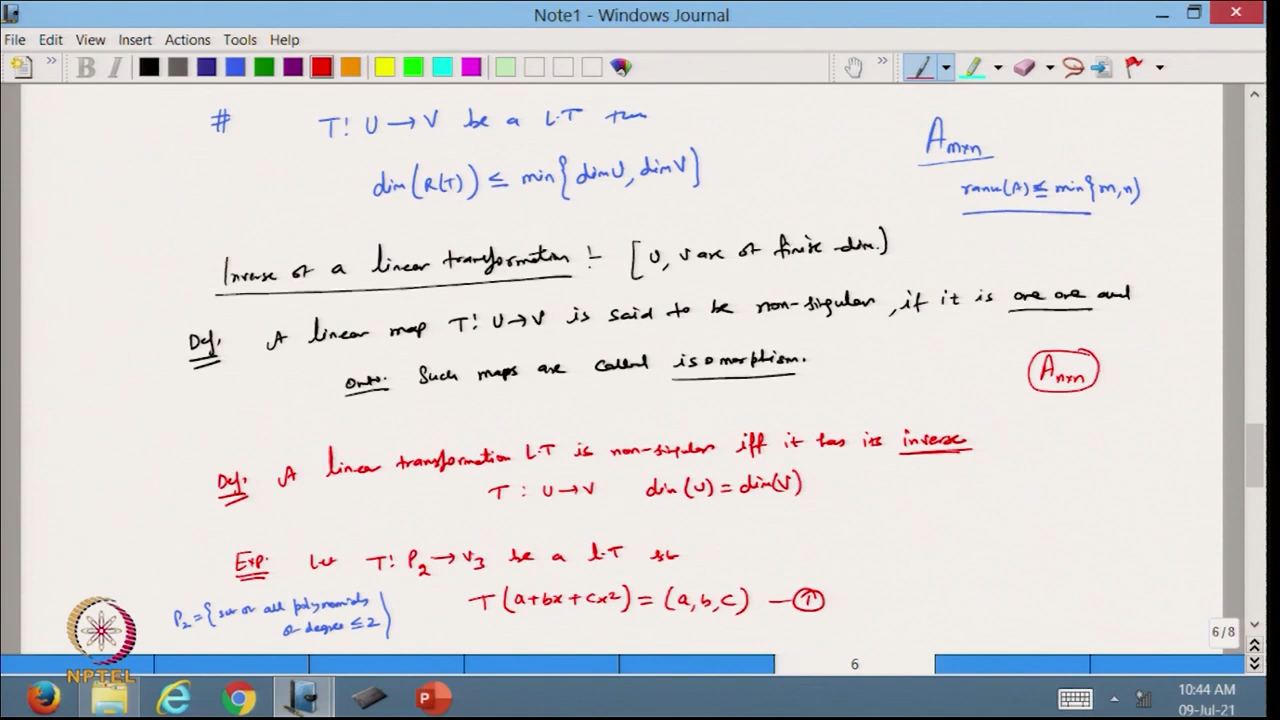 Note1 - Windows Journal
File Edit View Insert Actions Tools Help
B I
# T: U → V be a L.T then
dim(R(T)) ≤ min{dimU, dimV}
A m×n
rank(A) ≤ min{m,n}
Inverse of a linear transformation :- [U, V are of finite dim.)
Def. A linear map T: U→V is said to be non-singular, if it is one one and
onto. Such maps are called isomorphism.
A n×n
Def. A linear transformation L.T is non-singular iff it has its inverse
T : U→V dim(U) = dim(V)
Exp: Let T: P2 → V3 be a L.T st
T(a+bx+cx²) = (a,b,c) — ①
P2 = {set of all polynomials
of degree ≤ 2}
NPTEL
6/8
6
10:44 AM
09-Jul-21